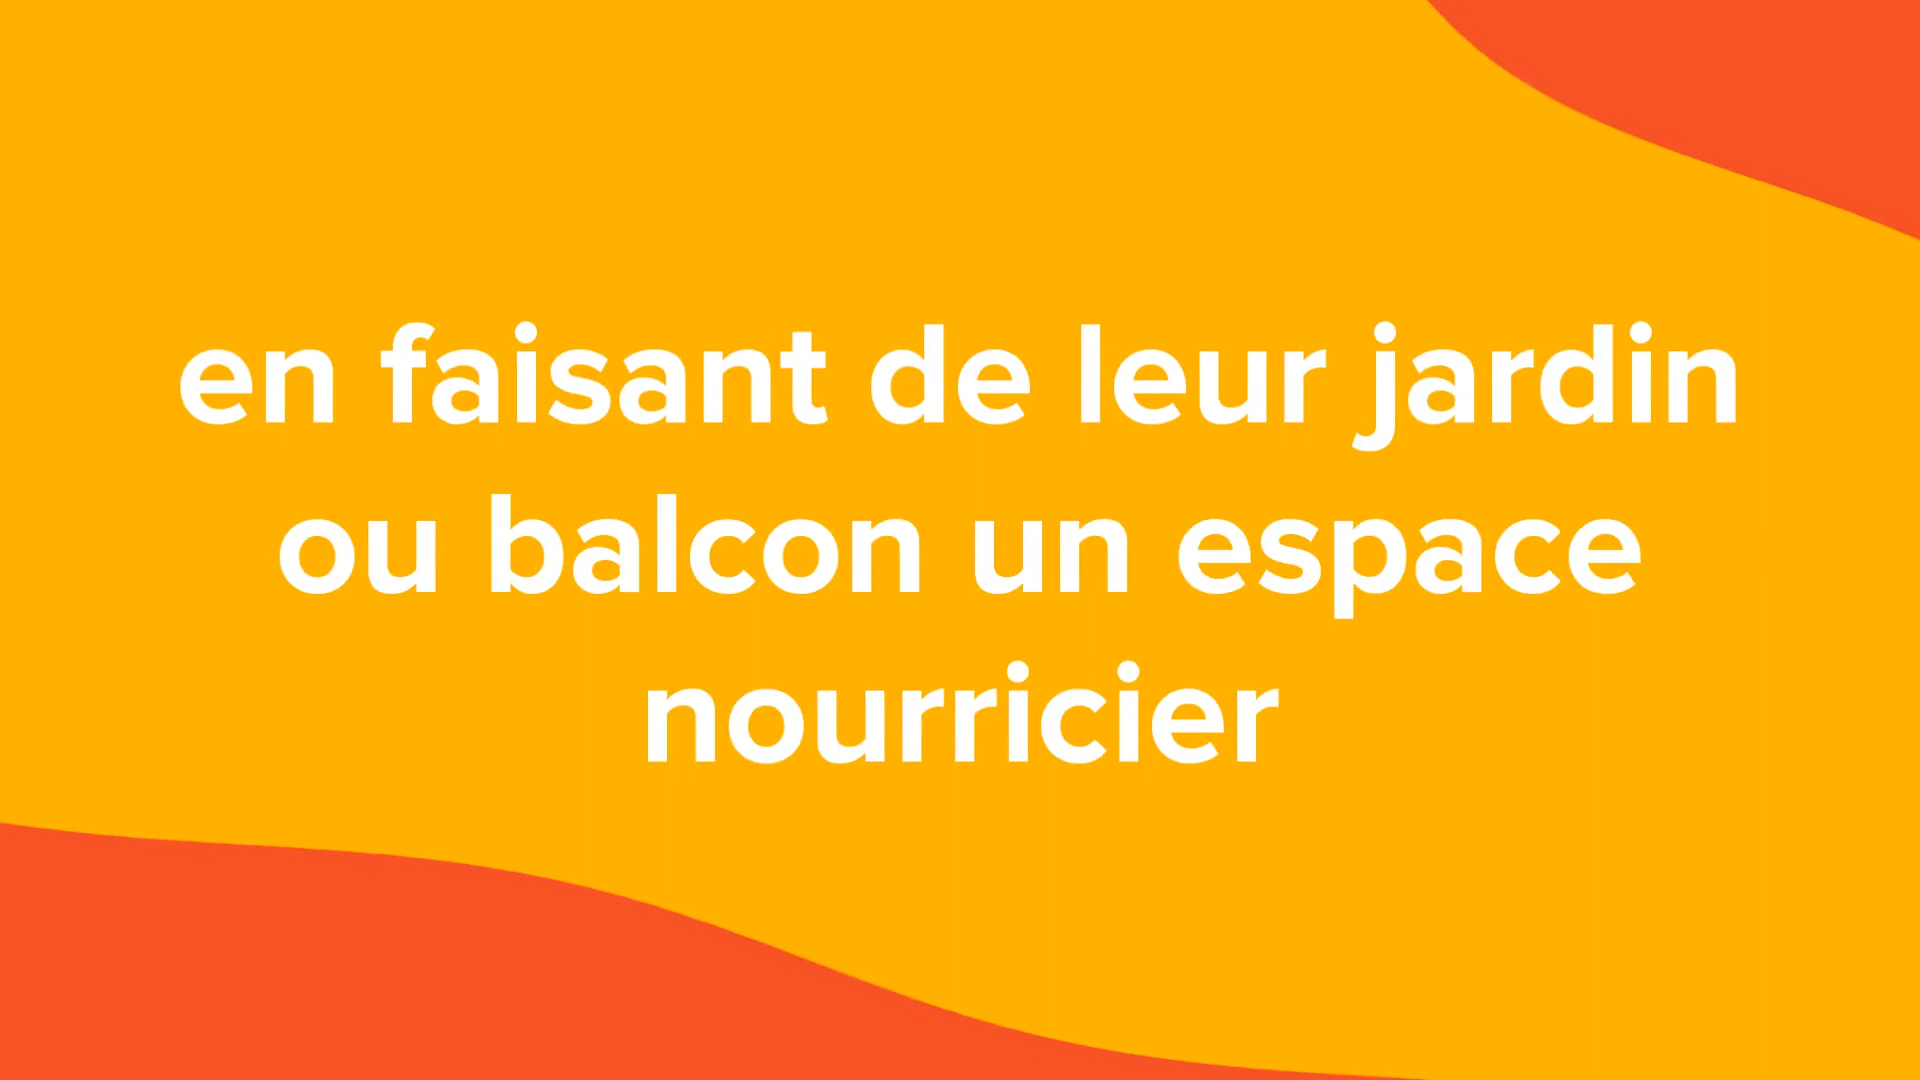 en faisant de leur jardin
ou balcon un espace
nourricier